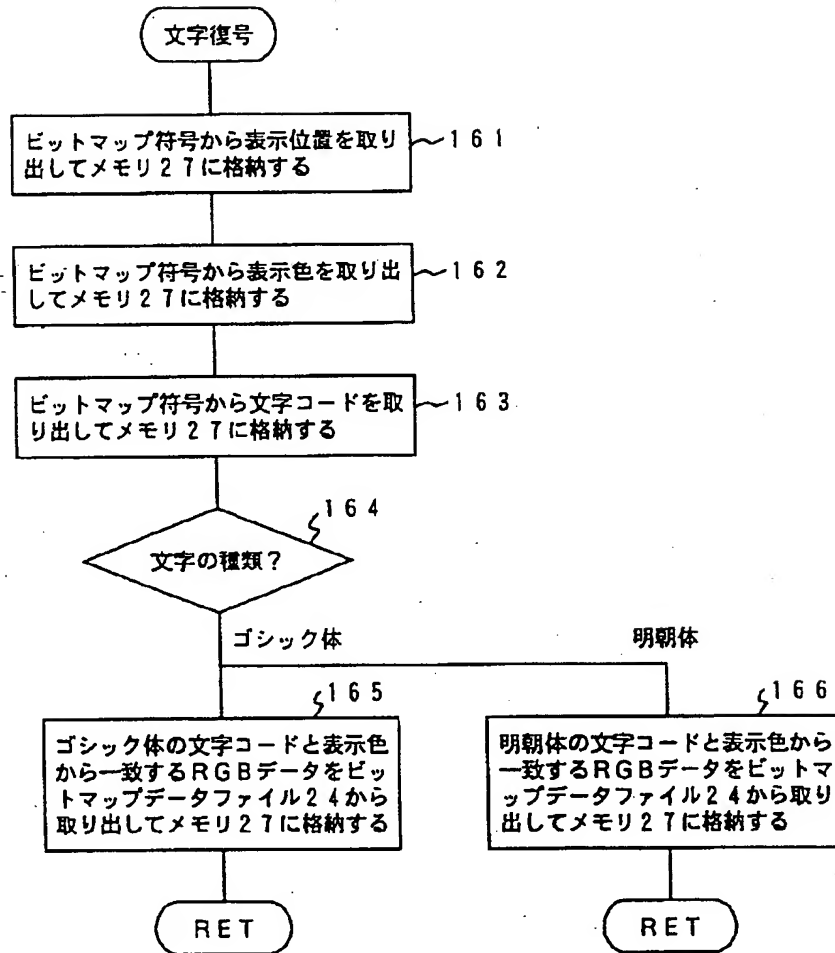 文字復号
ビットマップ符号から表示位置を取り
出してメモリ27に格納する
161
ビットマップ符号から表示色を取り出
してメモリ27に格納する
162
ビットマップ符号から文字コードを取
り出してメモリ27に格納する
163
文字の種類?
164
ゴシック体
明朝体
165
ゴシック体の文字コードと表示色
から一致するRGBデータをビッ
トマップデータファイル24から
取り出してメモリ27に格納する
166
明朝体の文字コードと表示色から
一致するRGBデータをビットマ
ップデータファイル24から取り
出してメモリ27に格納する
RET
RET